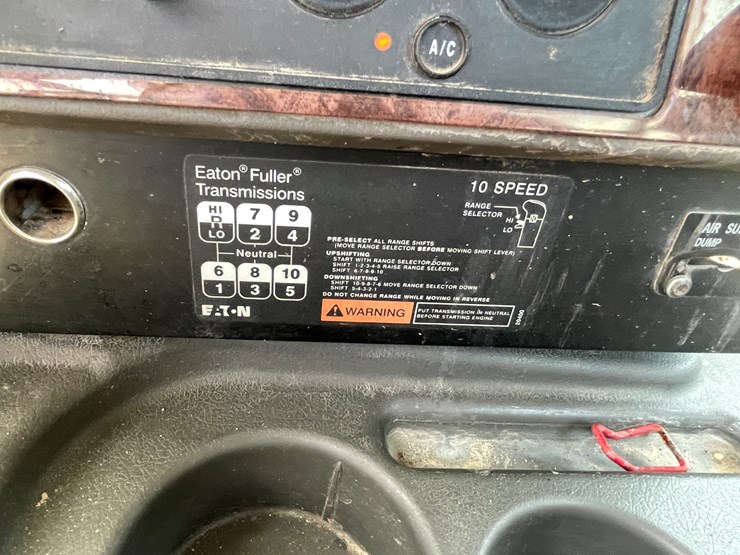 A/C
Eaton® Fuller®
Transmissions
HI 7 9
R 2 4
LO
Neutral
6 8 10
1 3 5
EATON
10 SPEED
RANGE
SELECTOR
HI
LO
PRE-SELECT ALL RANGE SHIFTS
(MOVE RANGE SELECTOR BEFORE MOVING SHIFT LEVER)
UPSHIFTING
START WITH RANGE SELECTOR DOWN
SHIFT 1-2-3-4-5 RAISE RANGE SELECTOR
SHIFT 6-7-8-9-10
DOWNSHIFTING
SHIFT 10-9-8-7-6 MOVE RANGE SELECTOR DOWN
SHIFT 5-4-3-2-1
DO NOT CHANGE RANGE WHILE MOVING IN REVERSE
WARNING
PUT TRANSMISSION IN NEUTRAL
BEFORE STARTING ENGINE
AIR SU
DUMP